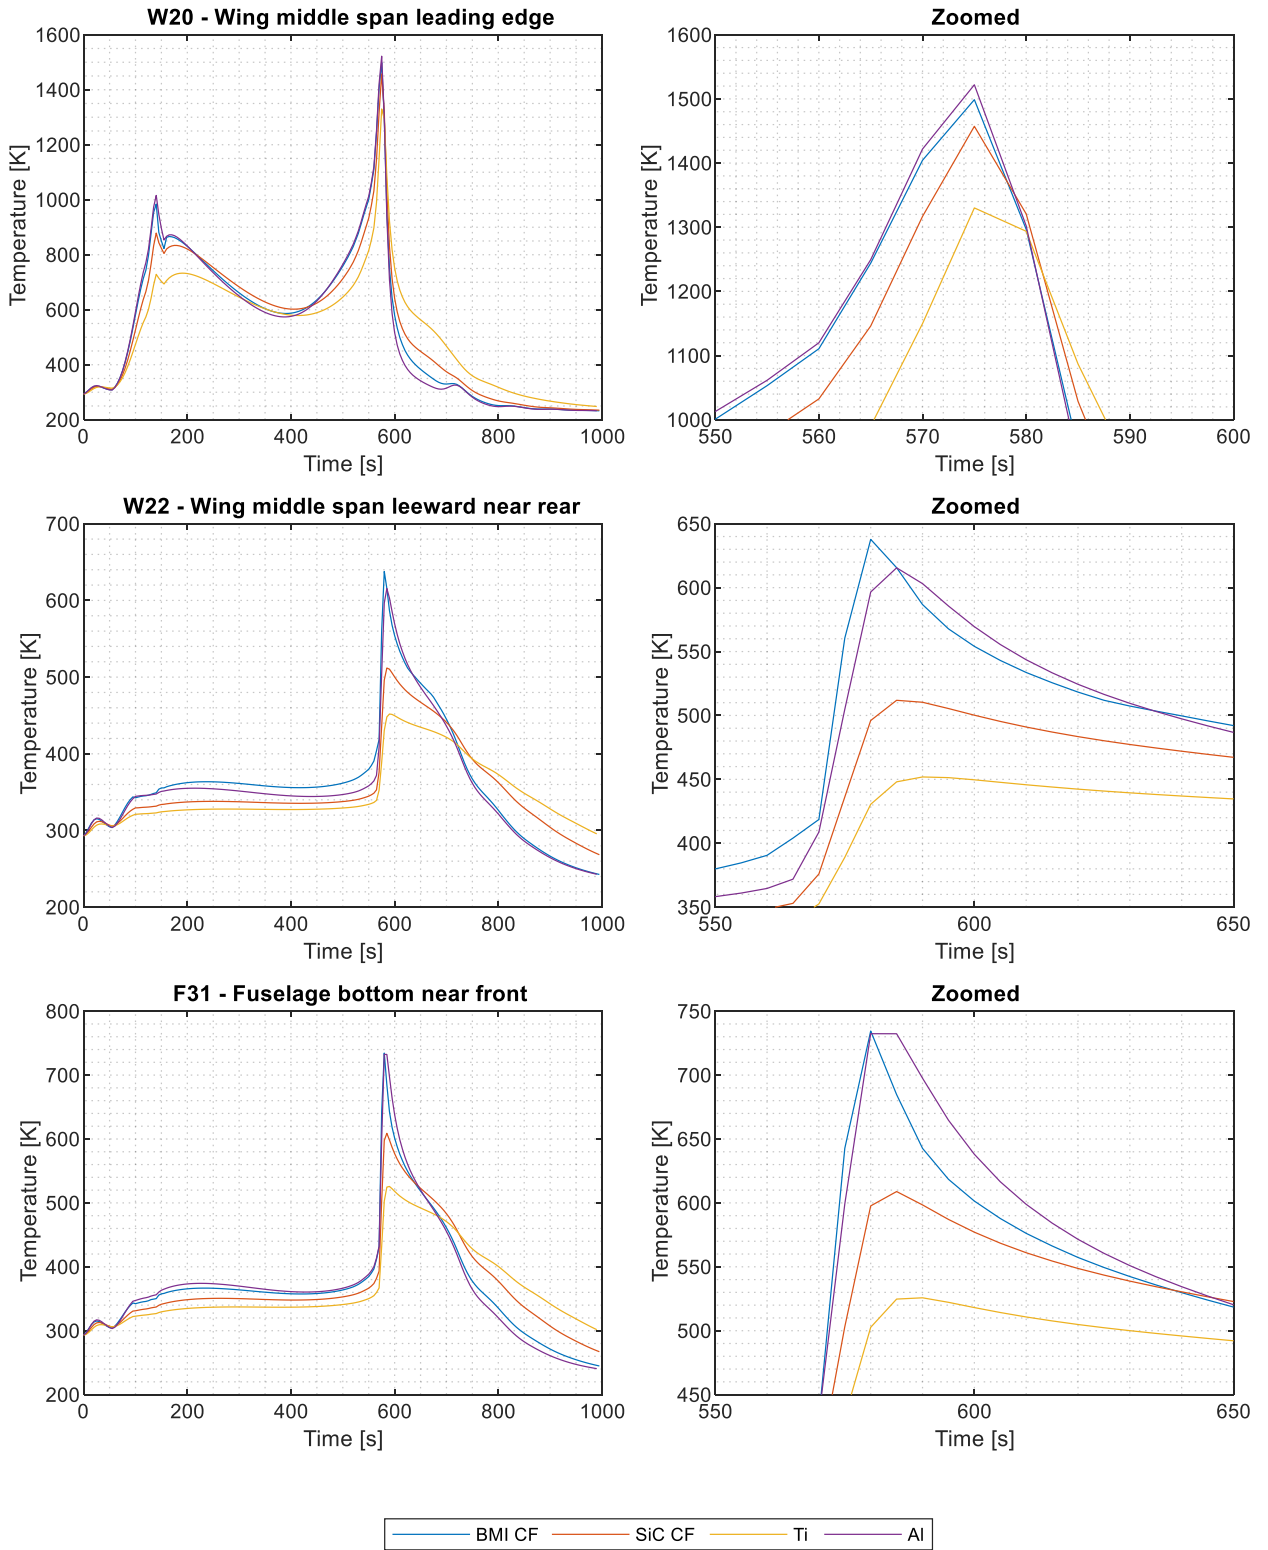 W20 - Wing middle span leading edge
Temperature [K]
1600
1400
1200
1000
800
600
400
200
0 200 400 600 800 1000
Time [s]
Zoomed
Temperature [K]
1600
1500
1400
1300
1200
1100
1000
550 560 570 580 590 600
Time [s]
W22 - Wing middle span leeward near rear
Temperature [K]
700
600
500
400
300
200
0 200 400 600 800 1000
Time [s]
Zoomed
Temperature [K]
650
600
550
500
450
400
350
550 600 650
Time [s]
F31 - Fuselage bottom near front
Temperature [K]
800
700
600
500
400
300
200
0 200 400 600 800 1000
Time [s]
Zoomed
Temperature [K]
750
700
650
600
550
500
450
550 600 650
Time [s]
BMI CF SiC CF Ti Al